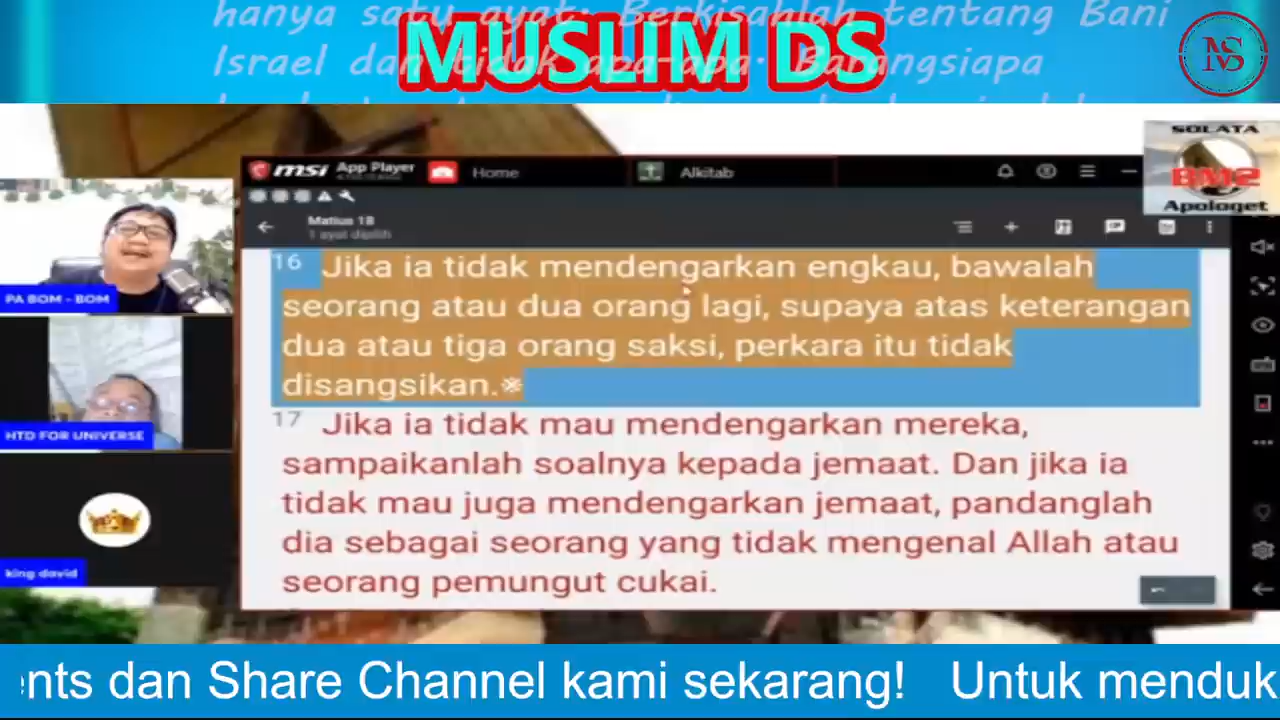 hanya satu ayat. Berkisahlah tentang Bani
Israel dan tidak apa-apa. Barangsiapa
MUSLIM DS
MS
SOLATA
BM2
Apologet
msi App Player
Home
Alkitab
Matius 18
1 ayat dipilih
16 Jika ia tidak mendengarkan engkau, bawalah
seorang atau dua orang lagi, supaya atas keterangan
dua atau tiga orang saksi, perkara itu tidak
disangsikan.※
17 Jika ia tidak mau mendengarkan mereka,
sampaikanlah soalnya kepada jemaat. Dan jika ia
tidak mau juga mendengarkan jemaat, pandanglah
dia sebagai seorang yang tidak mengenal Allah atau
seorang pemungut cukai.
PA BOM - BOM
HTD FOR UNIVERSE
king david
nts dan Share Channel kami sekarang! Untuk menduk